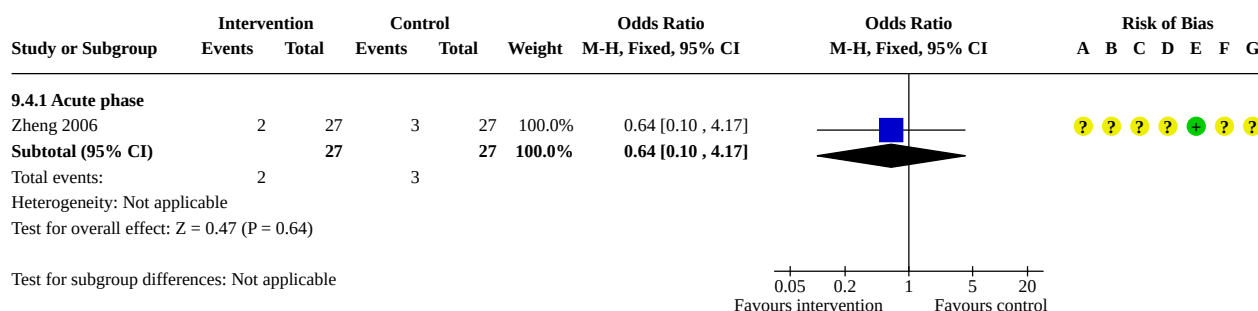 Intervention Control Odds Ratio Odds Ratio Risk of Bias
Study or Subgroup Events Total Events Total Weight M-H, Fixed, 95% CI M-H, Fixed, 95% CI A B C D E F G
9.4.1 Acute phase
Zheng 2006 2 27 3 27 100.0% 0.64 [0.10 , 4.17] ? ? ? ? + ? ?
Subtotal (95% CI) 27 27 100.0% 0.64 [0.10 , 4.17]
Total events: 2 3
Heterogeneity: Not applicable
Test for overall effect: Z = 0.47 (P = 0.64)
Test for subgroup differences: Not applicable
0.05 0.2 1 5 20
Favours intervention Favours control